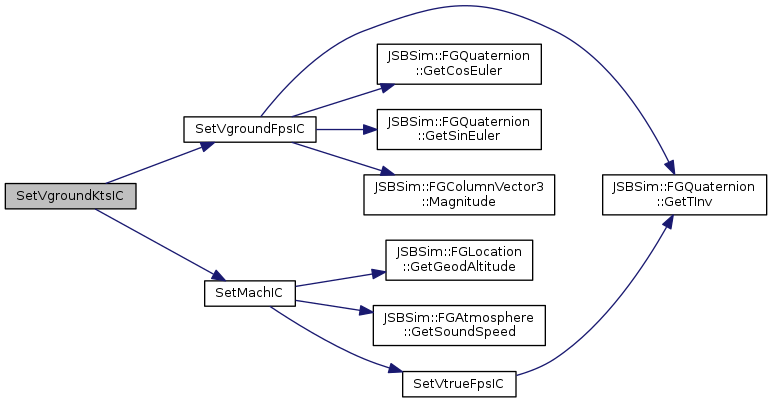 JSBSim::FGQuaternion
::GetCosEuler
SetVgroundFpsIC
JSBSim::FGQuaternion
::GetSinEuler
SetVgroundKtsIC
JSBSim::FGColumnVector3
::Magnitude
JSBSim::FGQuaternion
::GetTInv
SetMachIC
JSBSim::FGLocation
::GetGeodAltitude
JSBSim::FGAtmosphere
::GetSoundSpeed
SetVtrueFpsIC